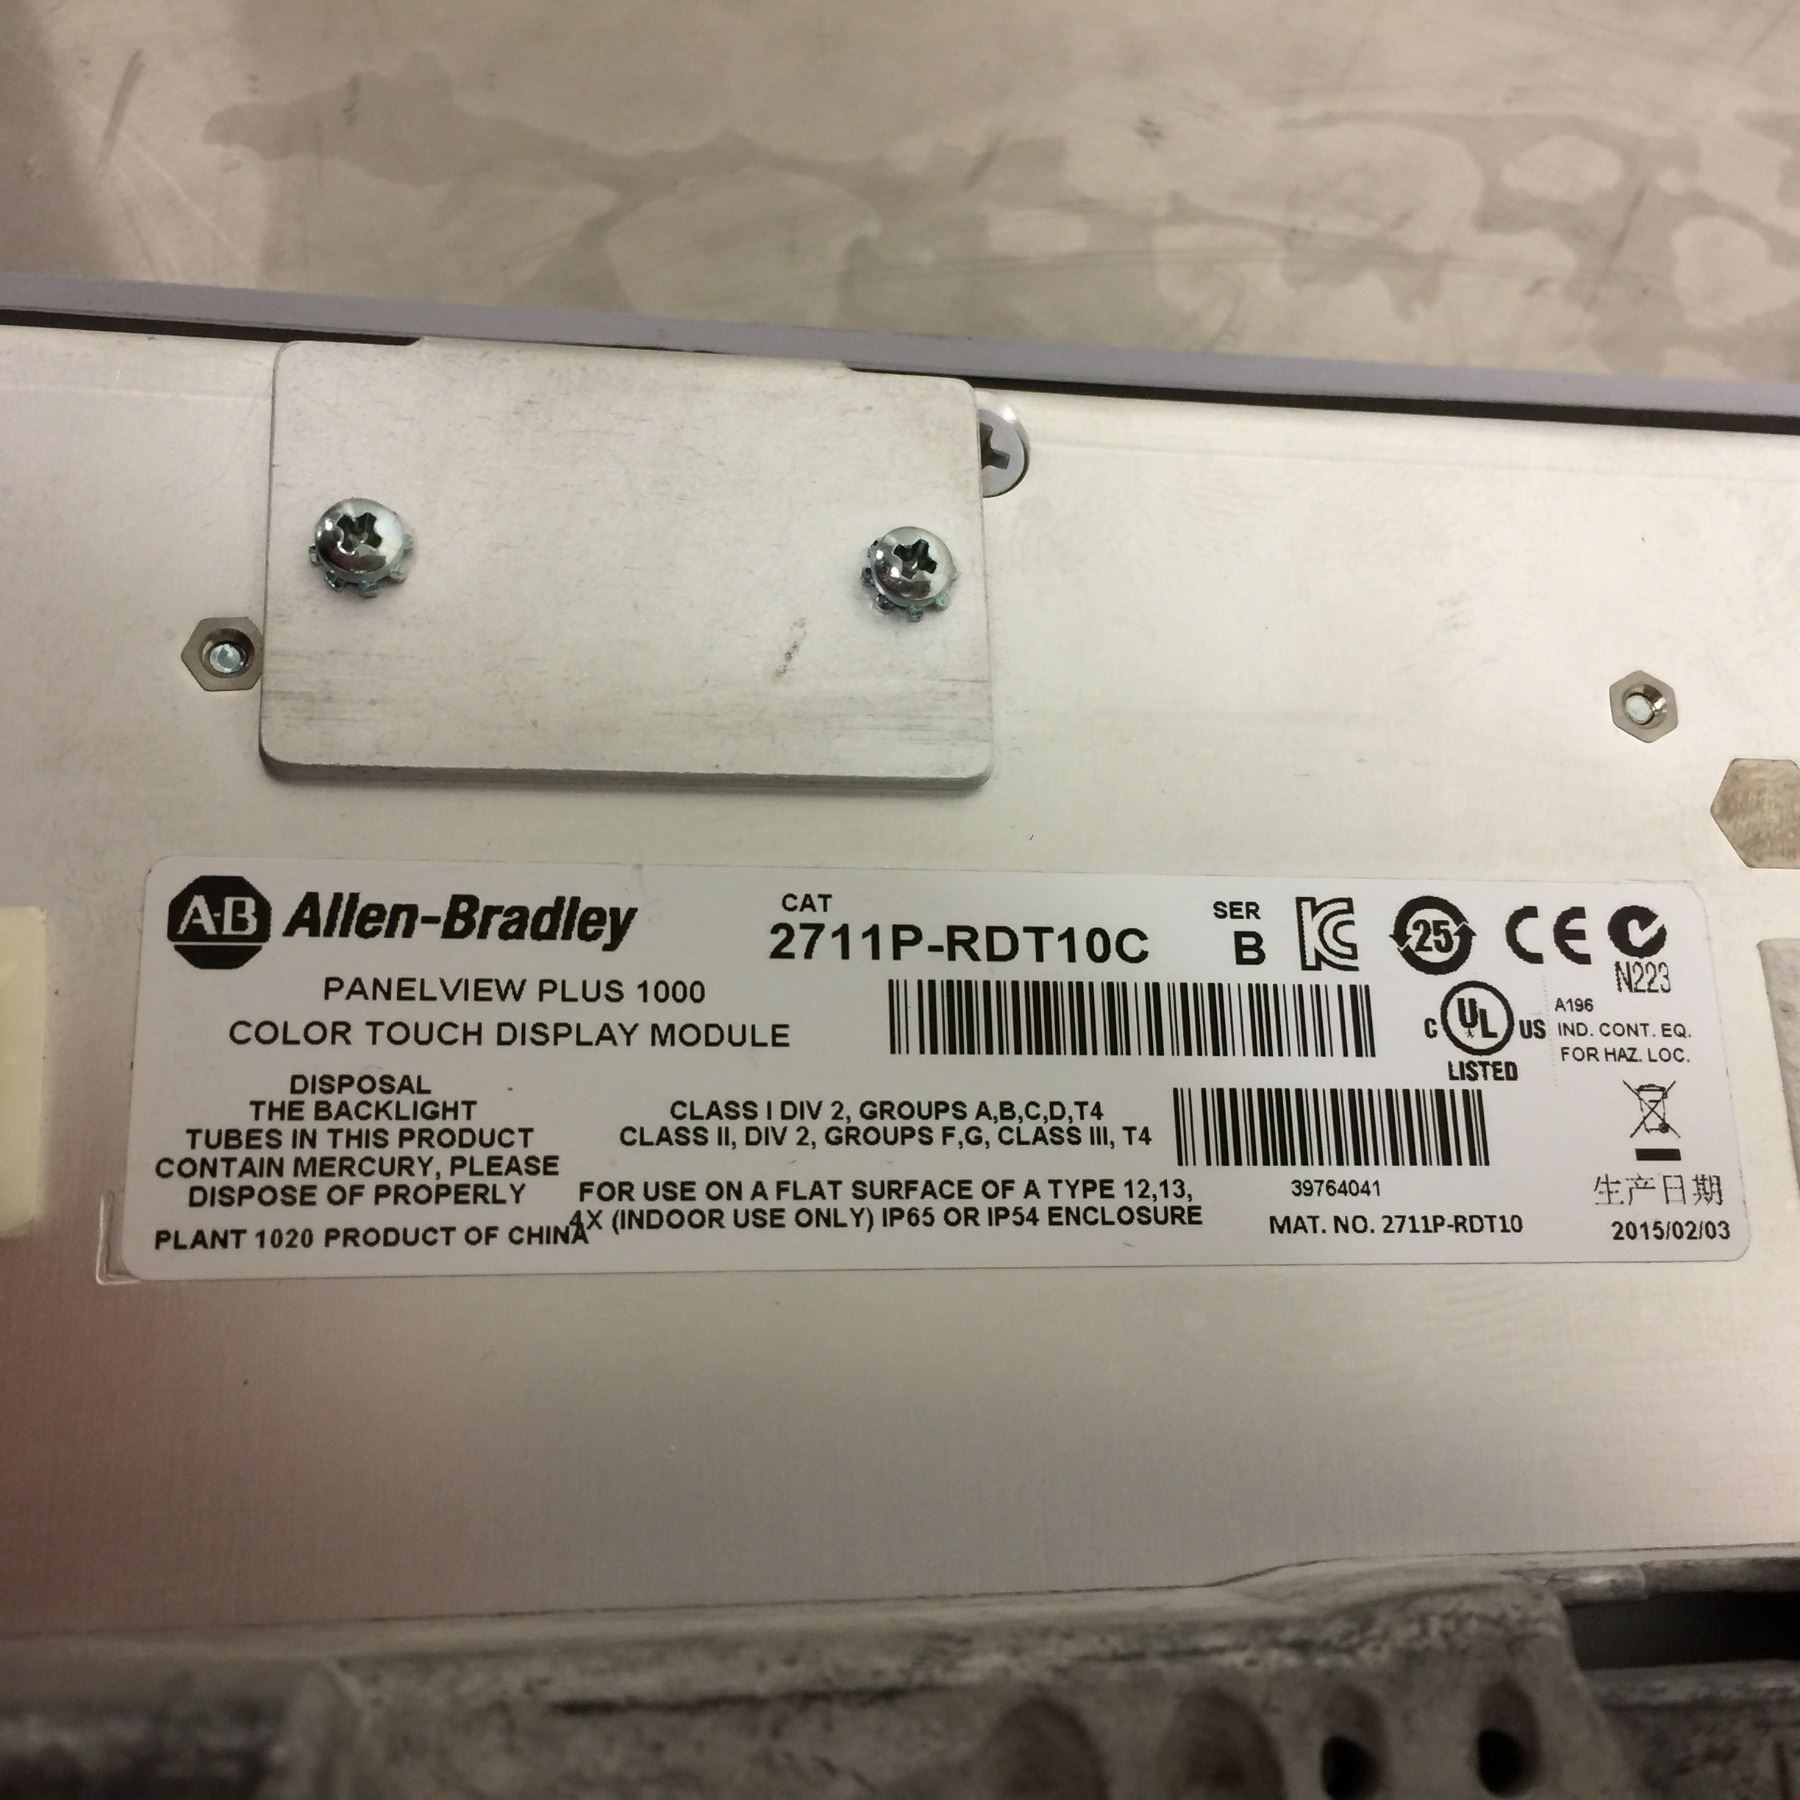 A-B Allen-Bradley
PANELVIEW PLUS 1000
COLOR TOUCH DISPLAY MODULE
CAT
2711P-RDT10C
SER
B
KC
25
CE
N223
C UL US
LISTED
A196
IND. CONT. EQ.
FOR HAZ. LOC.
DISPOSAL
THE BACKLIGHT
TUBES IN THIS PRODUCT
CONTAIN MERCURY, PLEASE
DISPOSE OF PROPERLY
PLANT 1020 PRODUCT OF CHINA
CLASS I DIV 2, GROUPS A,B,C,D,T4
CLASS II, DIV 2, GROUPS F,G, CLASS III, T4
FOR USE ON A FLAT SURFACE OF A TYPE 12,13,
4X (INDOOR USE ONLY) IP65 OR IP54 ENCLOSURE
39764041
MAT. NO. 2711P-RDT10
生产日期
2015/02/03